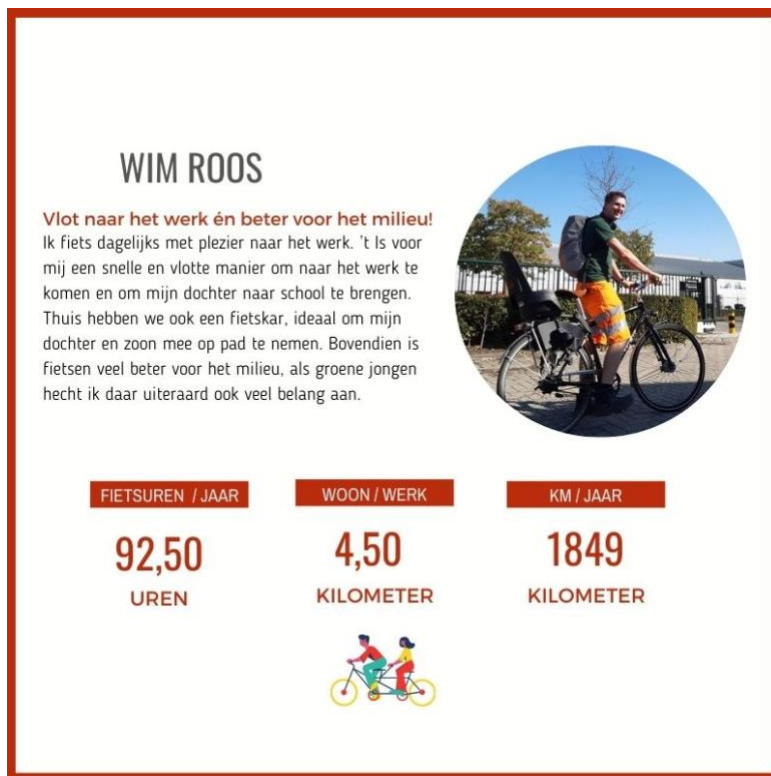 WIM ROOS
Vlot naar het werk én beter voor het milieu!
Ik fiets dagelijks met plezier naar het werk. 't Is voor
mij een snelle en vlotte manier om naar het werk te
komen en om mijn dochter naar school te brengen.
Thuis hebben we ook een fietskar, ideaal om mijn
dochter en zoon mee op pad te nemen. Bovendien is
fietsen veel beter voor het milieu, als groene jongen
hecht ik daar uiteraard ook veel belang aan.
FIETSUREN / JAAR
92,50
UREN
WOON / WERK
4,50
KILOMETER
KM / JAAR
1849
KILOMETER